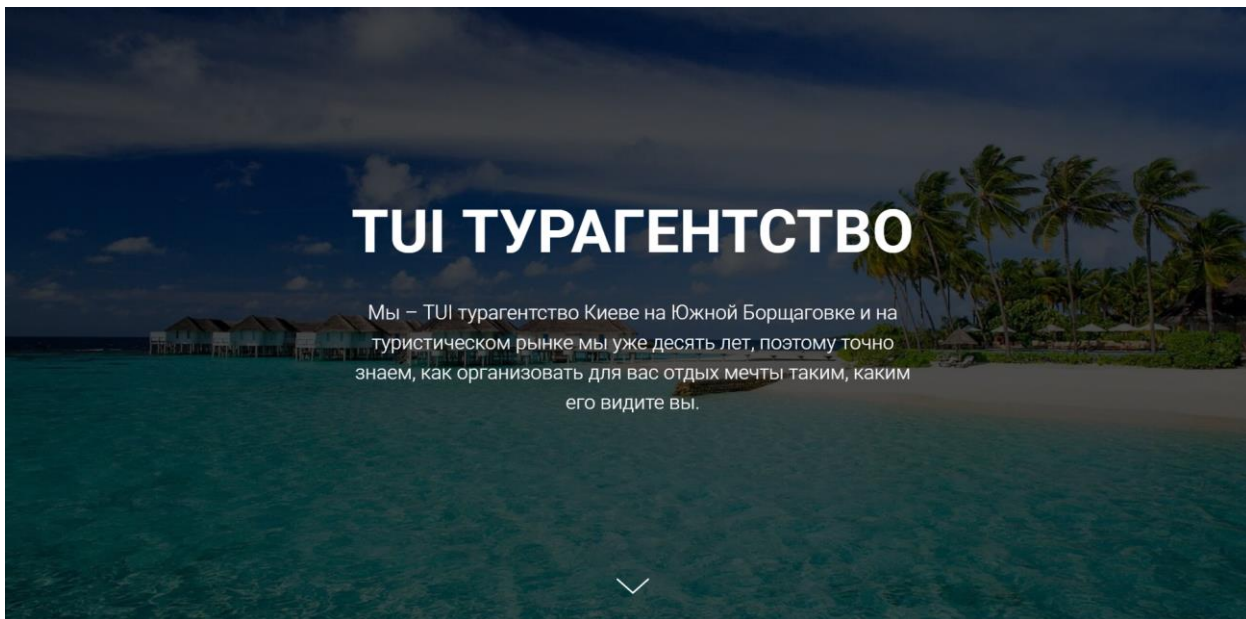 TUI ТУРАГЕНТСТВО
Мы – TUI турагентство Киеве на Южной Борщаговке и на
туристическом рынке мы уже десять лет, поэтому точно
знаем, как организовать для вас отдых мечты таким, каким
его видите вы.